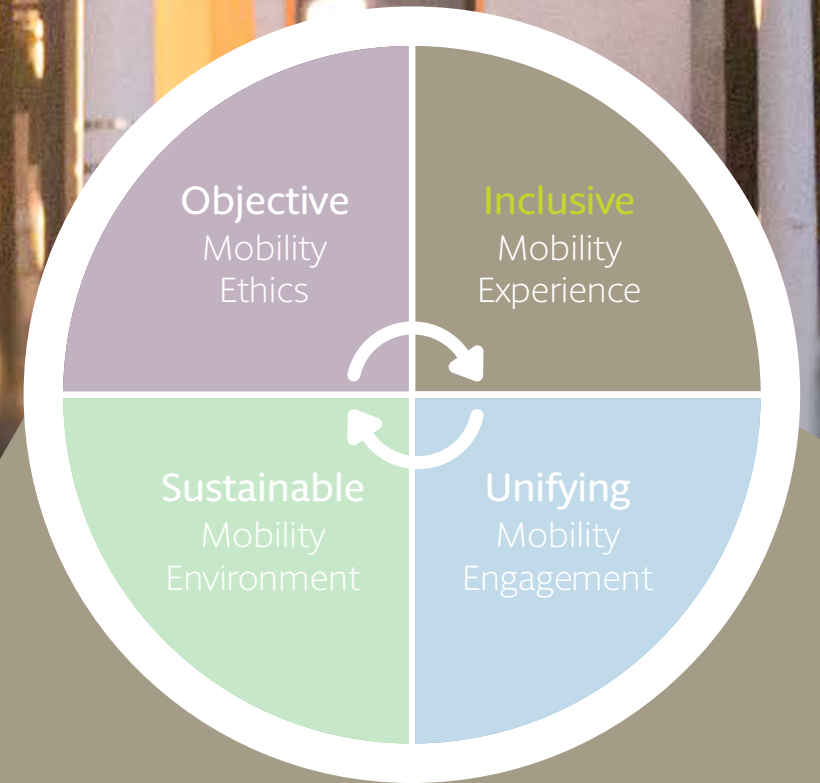 Objective
Mobility
Ethics
Inclusive
Mobility
Experience
Sustainable
Mobility
Environment
Unifying
Mobility
Engagement